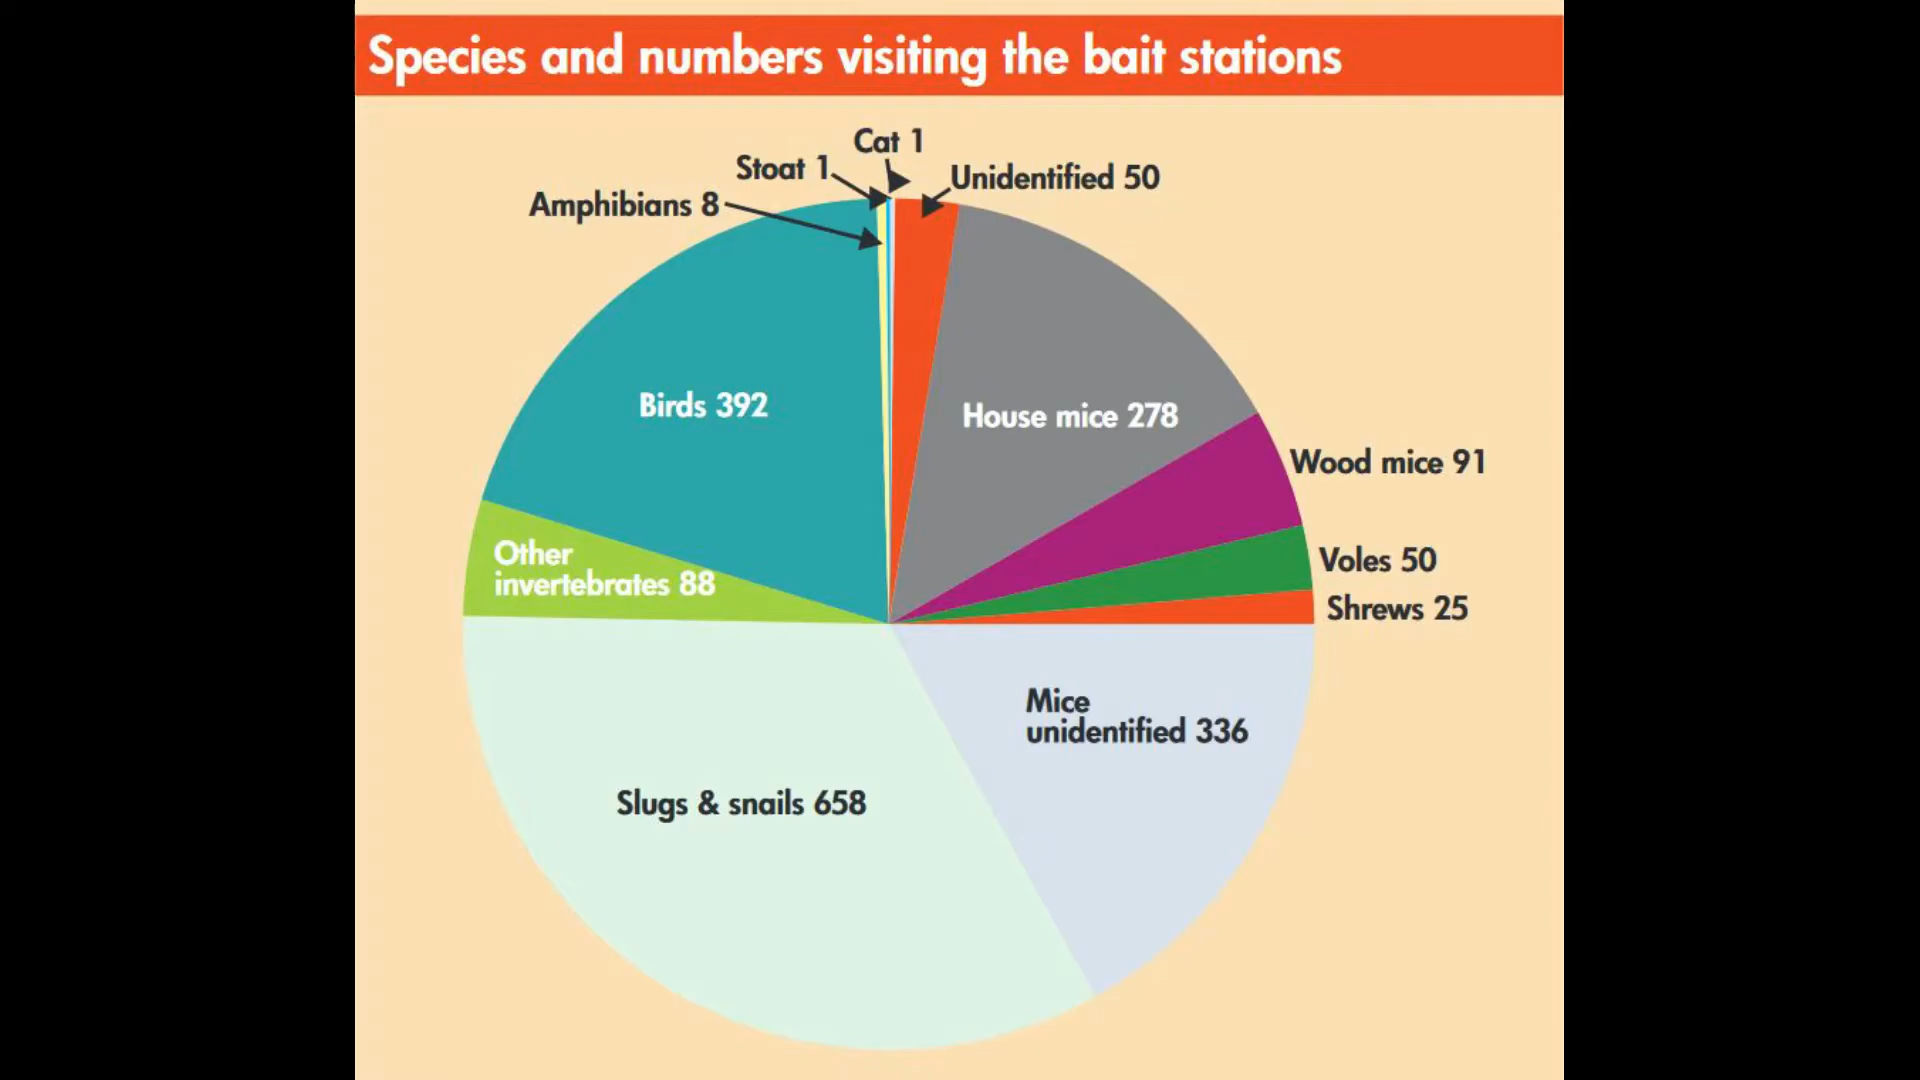 Species and numbers visiting the bait stations
Cat 1
Stoat 1
Unidentified 50
Amphibians 8
Birds 392
House mice 278
Wood mice 91
Other
invertebrates 88
Voles 50
Shrews 25
Mice
unidentified 336
Slugs & snails 658